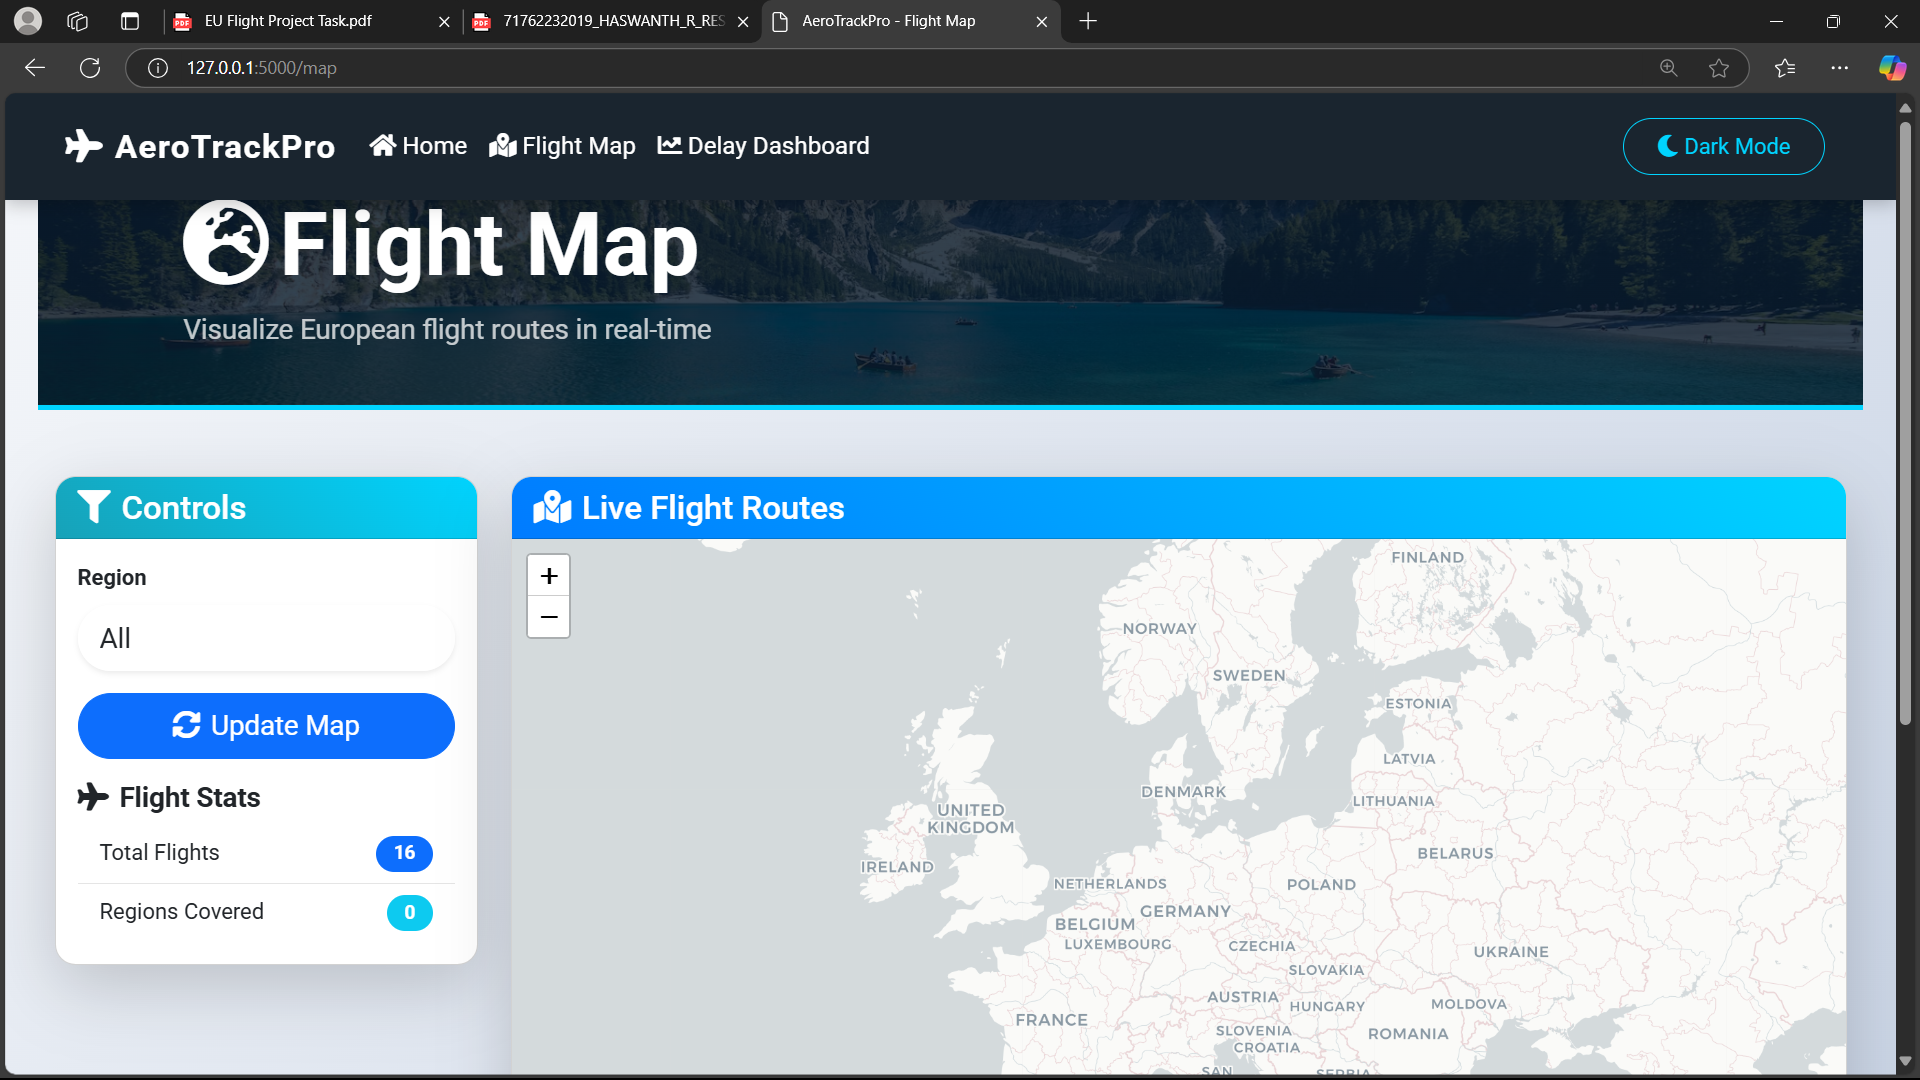 EU Flight Project Task.pdf
71762232019_HASWANTH_R_RES
AeroTrackPro - Flight Map
127.0.0.1:5000/map
AeroTrackPro
Home
Flight Map
Delay Dashboard
Dark Mode
Flight Map
Visualize European flight routes in real-time
Controls
Region
All
Update Map
Flight Stats
Total Flights
16
Regions Covered
0
Live Flight Routes
+
−
FINLAND
NORWAY
SWEDEN
ESTONIA
LATVIA
DENMARK
LITHUANIA
UNITED
KINGDOM
BELARUS
IRELAND
NETHERLANDS
POLAND
GERMANY
BELGIUM
LUXEMBOURG
CZECHIA
UKRAINE
SLOVAKIA
AUSTRIA
HUNGARY
MOLDOVA
FRANCE
SLOVENIA
ROMANIA
CROATIA
SAN
SERBIA